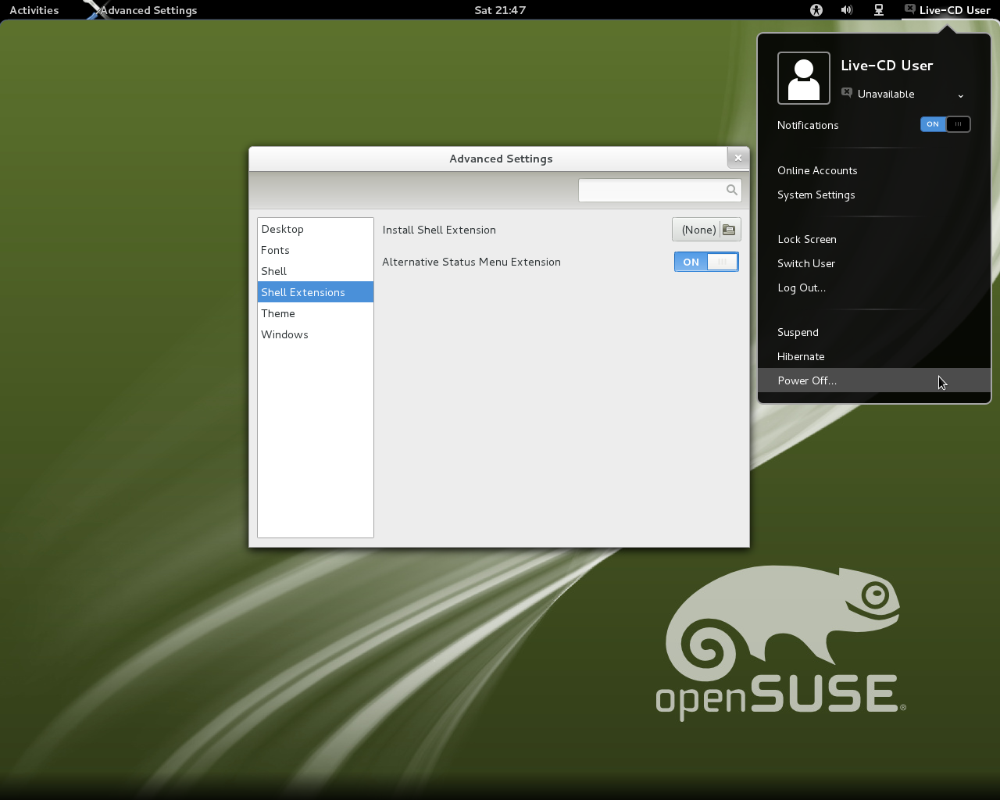 Activities
Advanced Settings
Sat 21:47
Live-CD User
Live-CD User
Unavailable
Notifications
ON
Online Accounts
System Settings
Lock Screen
Switch User
Log Out...
Suspend
Hibernate
Power Off...
Advanced Settings
Desktop
Fonts
Shell
Shell Extensions
Theme
Windows
Install Shell Extension
(None)
Alternative Status Menu Extension
ON
openSUSE®